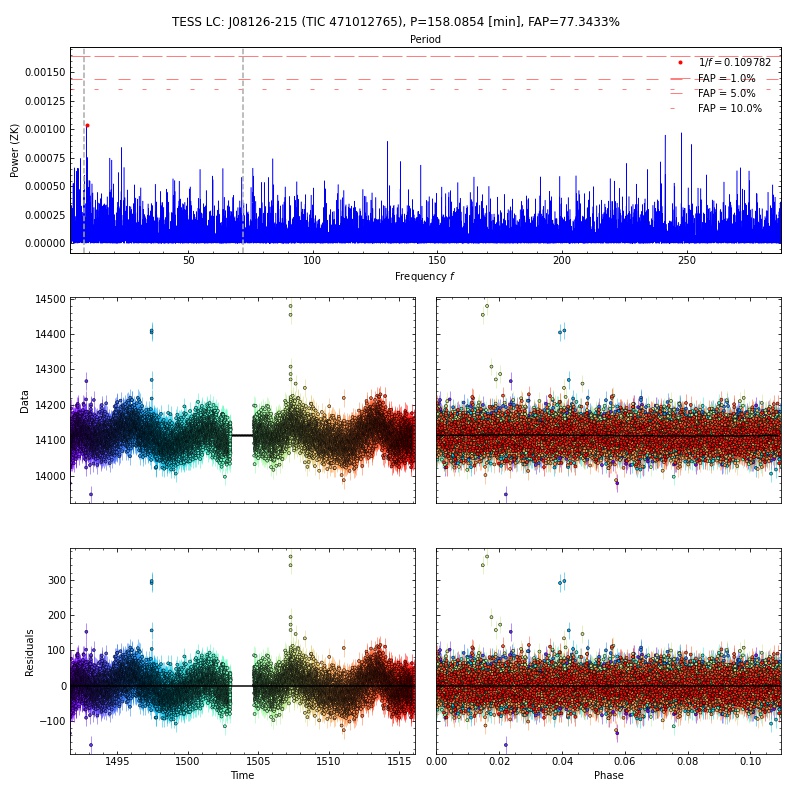 TESS LC: J08126-215 (TIC 471012765), P=158.0854 [min], FAP=77.3433%
Period
Power (ZK)
0.00150
0.00125
0.00100
0.00075
0.00050
0.00025
0.00000
1/f = 0.109782
FAP = 1.0%
FAP = 5.0%
FAP = 10.0%
50 100 150 200 250
Frequency f
Data
14500
14400
14300
14200
14100
14000
Residuals
300
200
100
0
−100
1495 1500 1505 1510 1515
Time
0.00 0.02 0.04 0.06 0.08 0.10
Phase